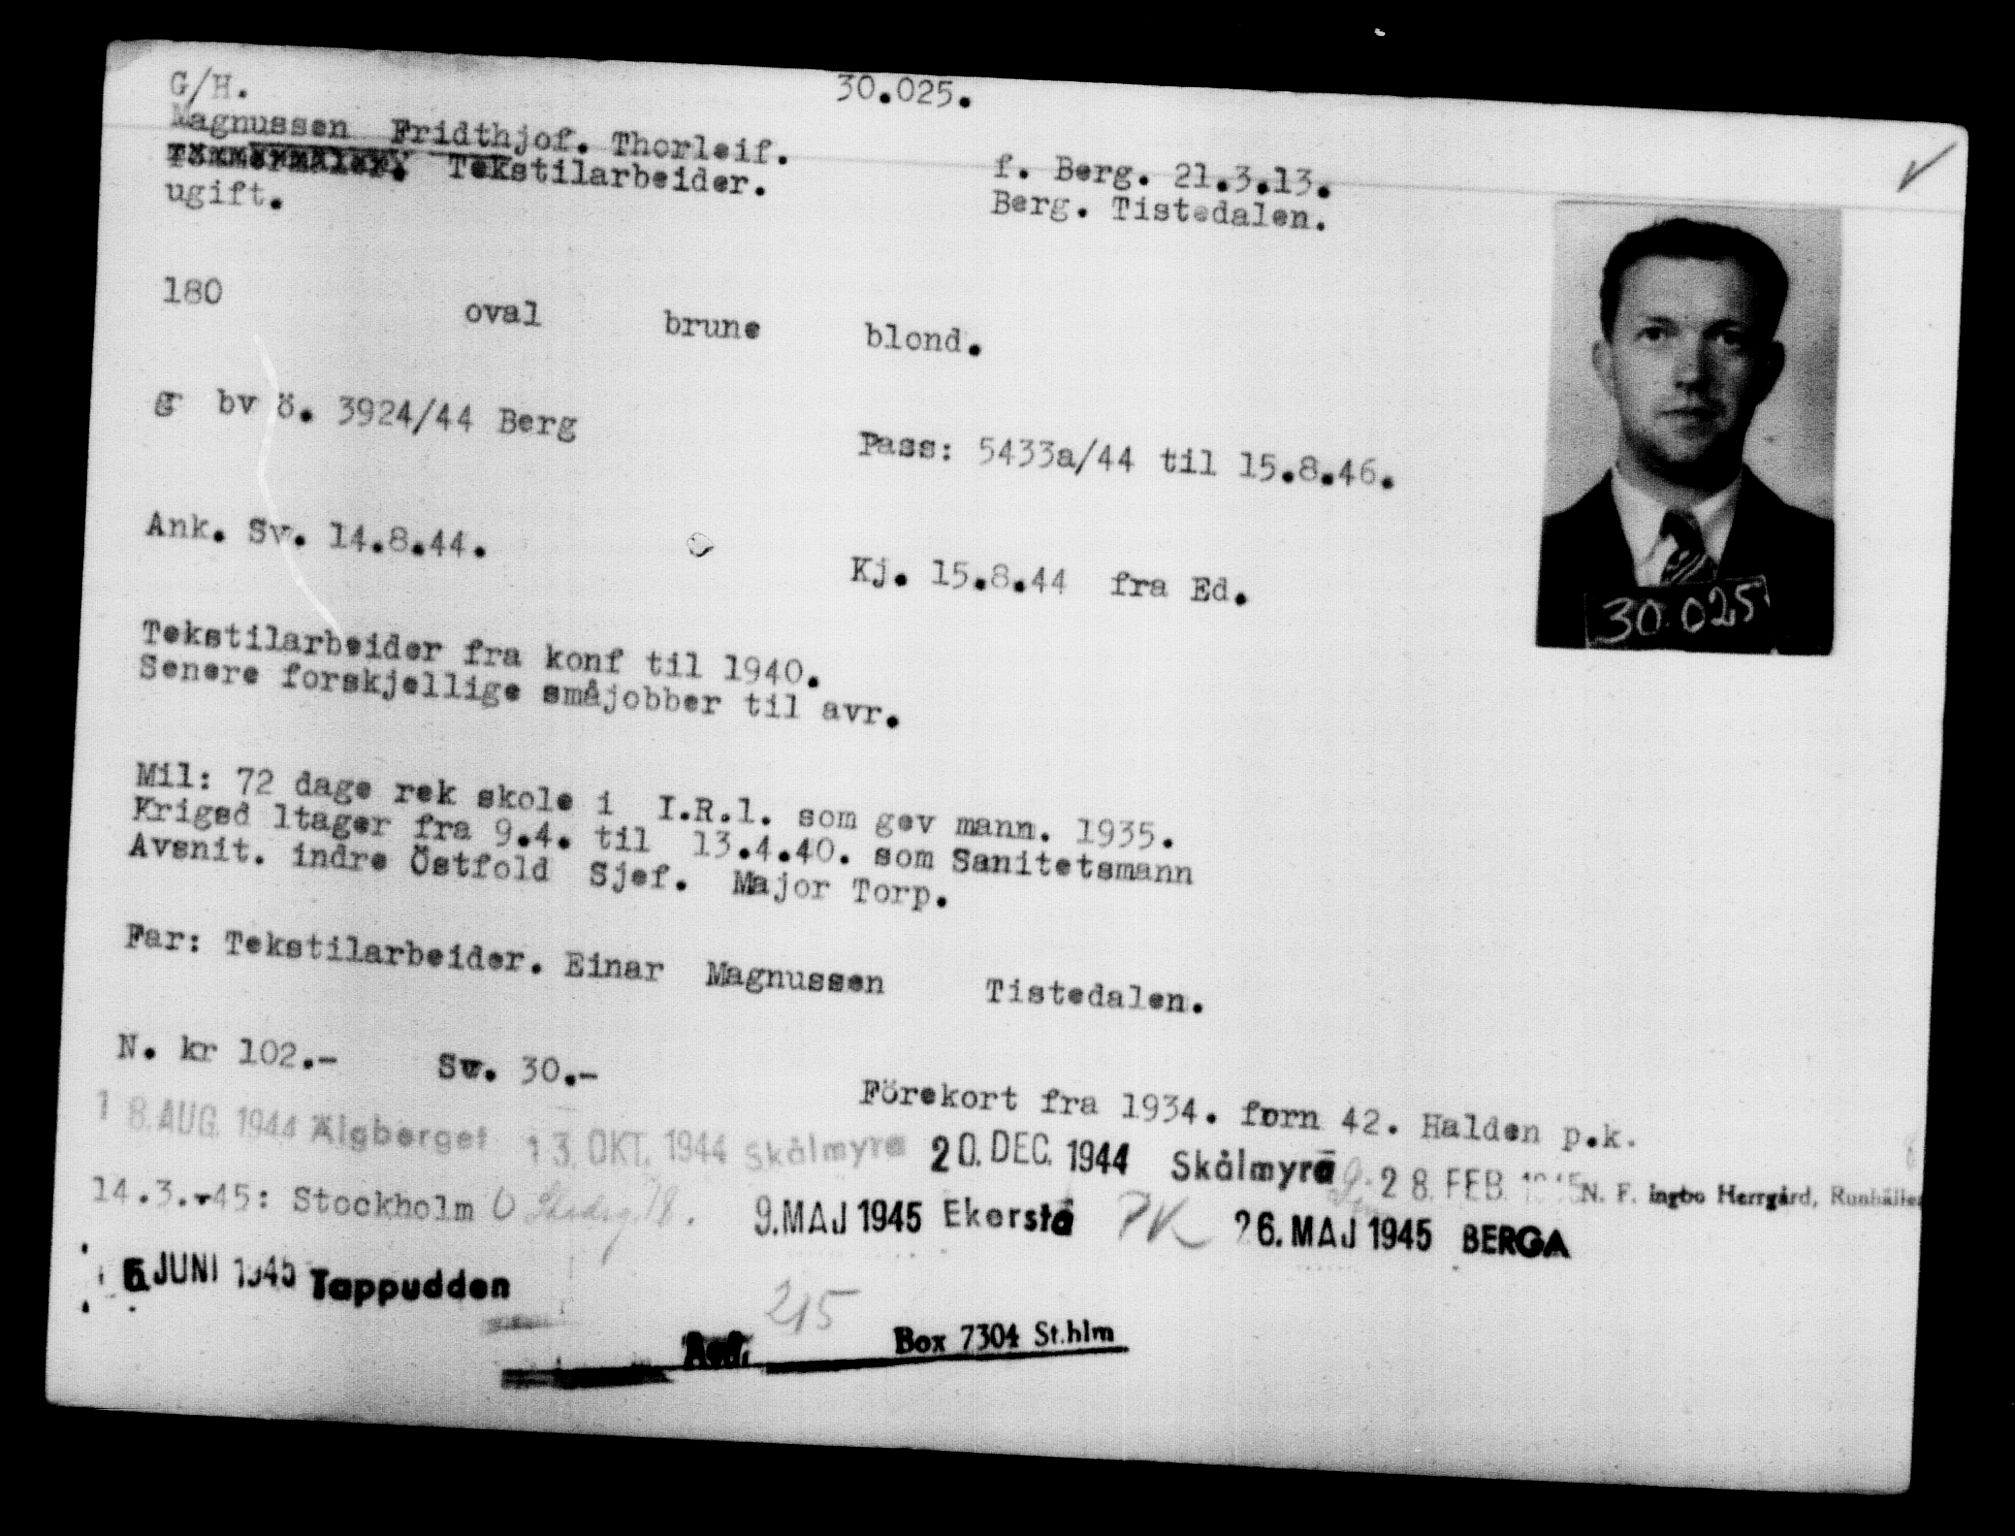 G/H.
30.025.
Magnussen Fridthjof. Thorleif.
f. Berg. 21.3.13.
Tömmermåler. Tekstilarbeider.
Berg. Tistedalen.
ugift.
180 oval brune blond.
g bv ö. 3924/44 Berg
Pass: 5433a/44 til 15.8.46.
Ank. Sv. 14.8.44.
Kj. 15.8.44 fra Ed.
30.025
Tekstilarbeider fra konf til 1940.
Senere forskjellige småjobber til avr.
Mil: 72 dage rek skole i I.R.1. som gev mann. 1935.
Krigsd ltager fra 9.4. til 13.4.40. som Sanitetsmann
Avsnit. indre Östfold Sjef. Major Torp.
Far: Tekstilarbeider. Einar Magnussen Tistedalen.
N. kr 102.- Sv. 30.-
Förekort fra 1934. forn 42. Halden p.k.
18. AUG. 1944 Älgberget 13. OKT. 1944 Skålmyra 20. DEC. 1944 Skålmyra 28. FEB. 1945 N. F. Ingbo Herrgård,
14.3.-45: Stockholm 9. MAJ 1945 Ekerstå PK 26. MAJ 1945 BERGA
JUNI 1945 Tappudden
215
Box 7304 St.hlm